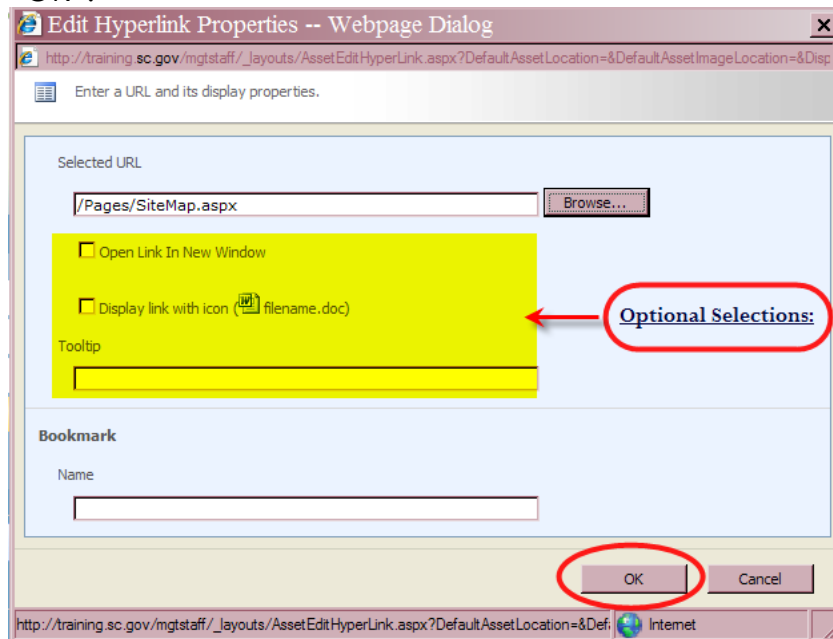 Edit Hyperlink Properties -- Webpage Dialog
http://training.sc.gov/mgtstaff/_layouts/AssetEditHyperLink.aspx?DefaultAssetLocation=&DefaultAssetImageLocation=&Disp
Enter a URL and its display properties.
Selected URL
/Pages/SiteMap.aspx
Browse...
Open Link In New Window
Display link with icon ( filename.doc)
Optional Selections:
Tooltip
Bookmark
Name
OK
Cancel
http://training.sc.gov/mgtstaff/_layouts/AssetEditHyperLink.aspx?DefaultAssetLocation=&Defa
Internet